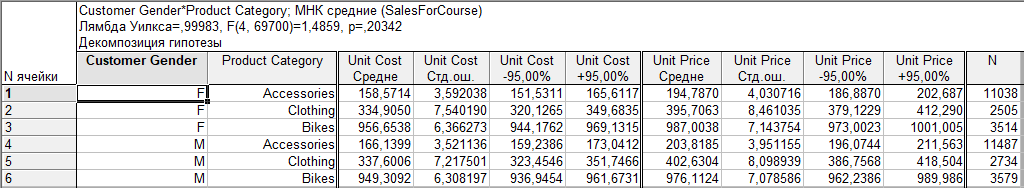 Customer Gender*Product Category; МНК средние (SalesForCourse)
Лямбда Уилкса=,99983, F(4, 69700)=1,4859, p=,20342
Декомпозиция гипотезы
N ячейки Customer Gender Product Category Unit Cost Средне Unit Cost Стд.ош. Unit Cost -95,00% Unit Cost +95,00% Unit Price Средне Unit Price Стд.ош. Unit Price -95,00% Unit Price +95,00% N
1 F Accessories 158,5714 3,592038 151,5311 165,6117 194,7870 4,030716 186,8870 202,687 11038
2 F Clothing 334,9050 7,540190 320,1265 349,6835 395,7063 8,461035 379,1229 412,290 2505
3 F Bikes 956,6538 6,366273 944,1762 969,1315 987,0038 7,143754 973,0023 1001,005 3514
4 M Accessories 166,1399 3,521136 159,2386 173,0412 203,8185 3,951155 196,0744 211,563 11487
5 M Clothing 337,6006 7,217501 323,4546 351,7466 402,6304 8,098939 386,7568 418,504 2734
6 M Bikes 949,3092 6,308197 936,9454 961,6731 976,1124 7,078586 962,2386 989,986 3579